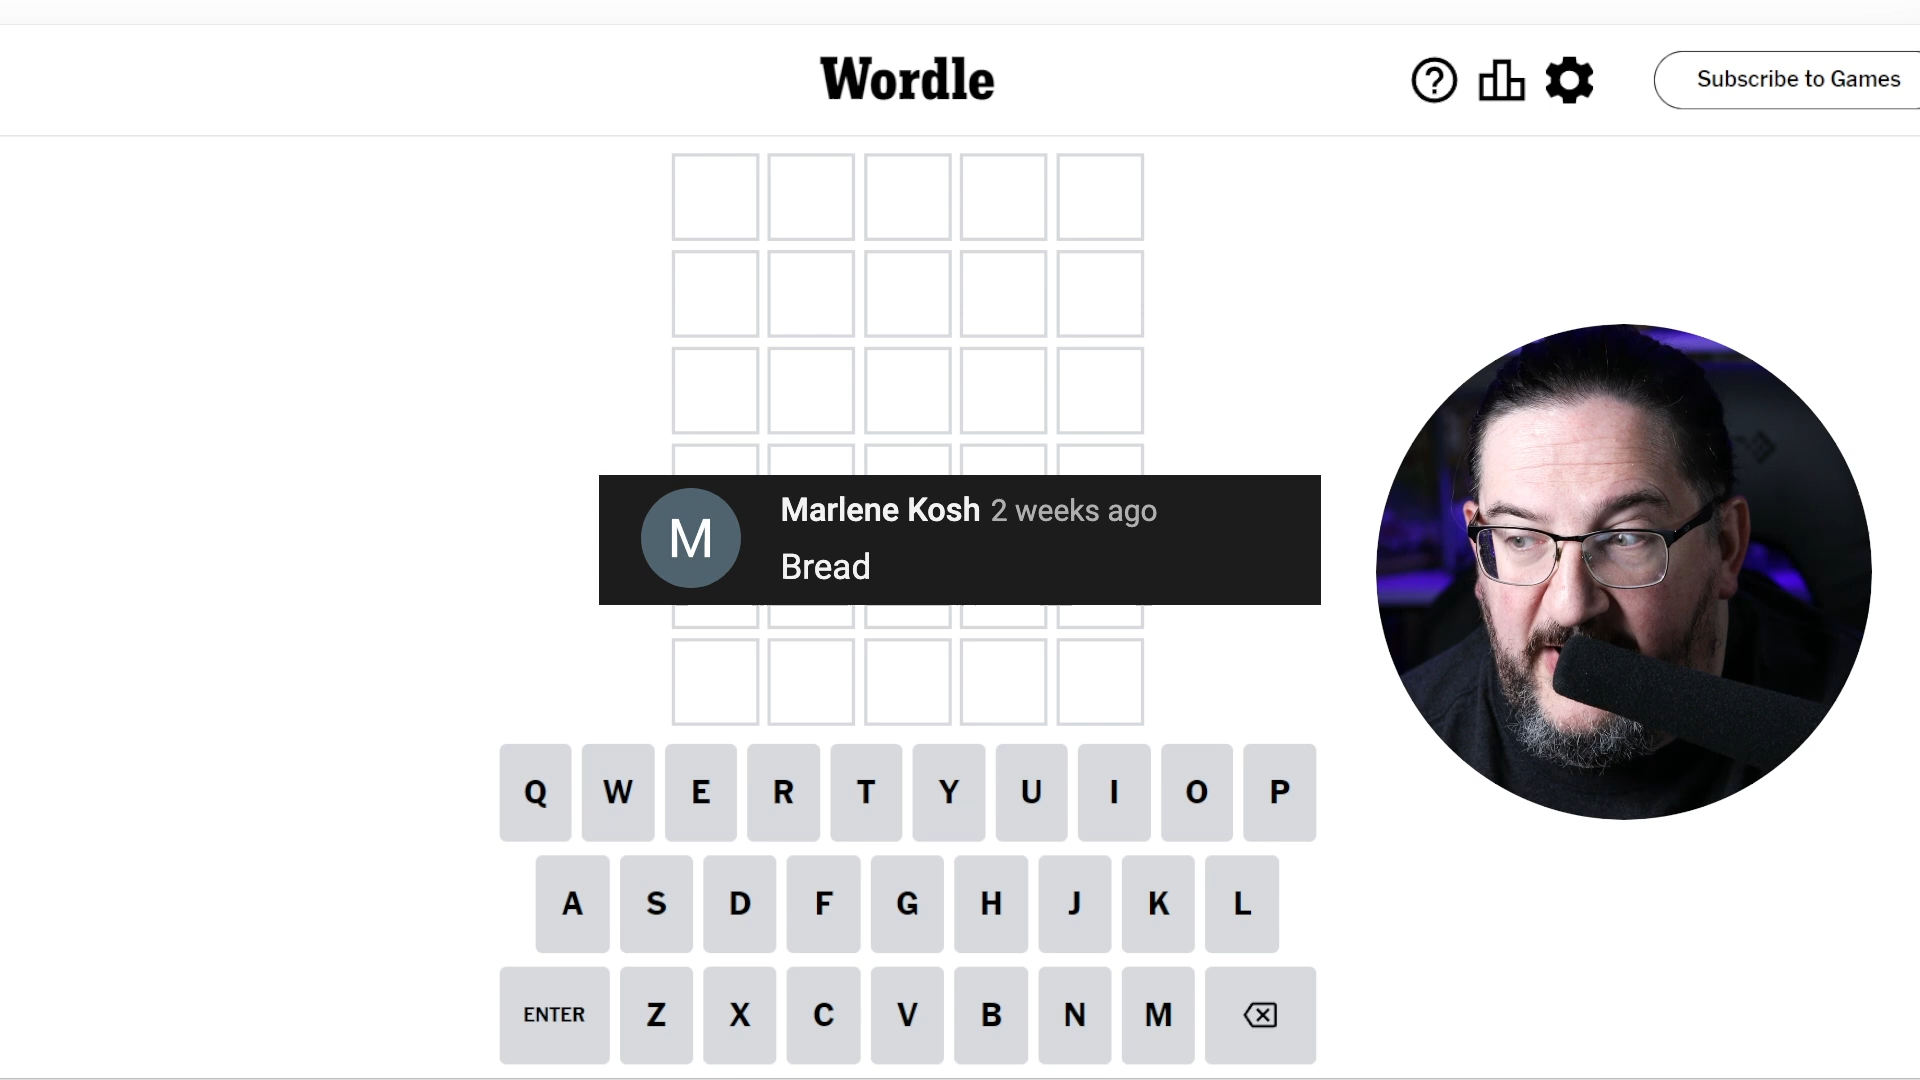 Wordle
Subscribe to Games
M
Marlene Kosh 2 weeks ago
Bread
Q W E R T Y U I O P
A S D F G H J K L
ENTER Z X C V B N M